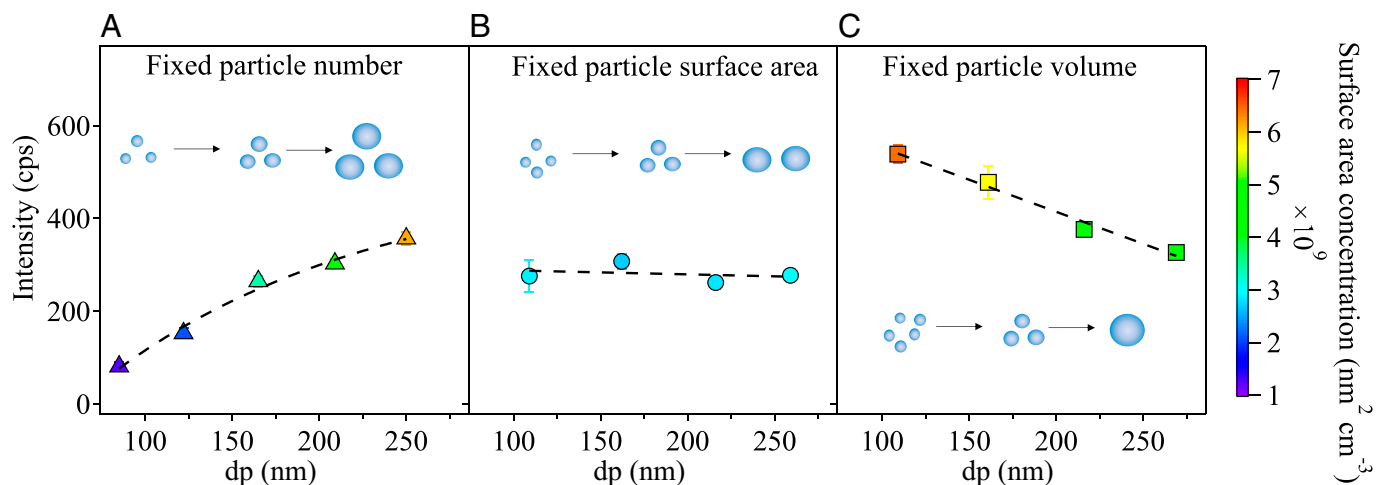 A
B
C
Fixed particle number
Fixed particle surface area
Fixed particle volume
Intensity (cps)
600
400
200
0
100
150
200
250
dp (nm)
100
150
200
250
dp (nm)
100
150
200
250
dp (nm)
7
6
5
4
3
2
1
×10⁹
Surface area concentration (nm² cm⁻³)